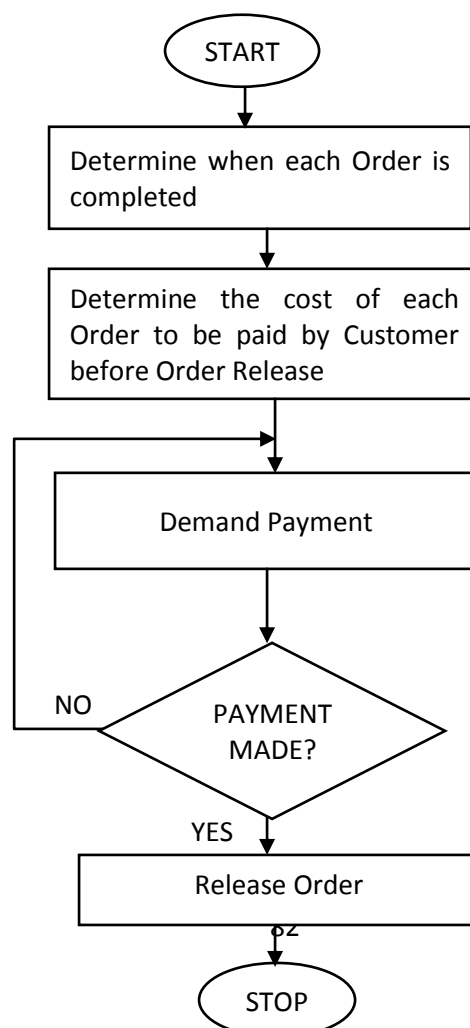 START
Determine when each Order is
completed
Determine the cost of each
Order to be paid by Customer
before Order Release
Demand Payment
NO
PAYMENT
MADE?
YES
Release Order
82
STOP